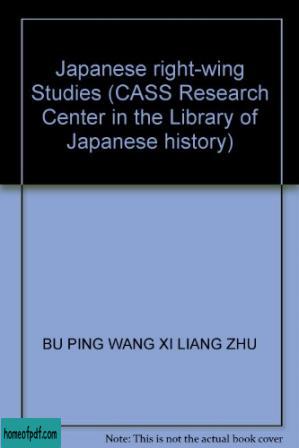 Japanese right-wing
Studies (CASS Research
Center in the Library of
Japanese history)
BU PING WANG XI LIANG ZHU
homeofpdf.com
Note: This is not the actual book cover